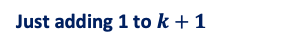 Just adding 1 to k + 1